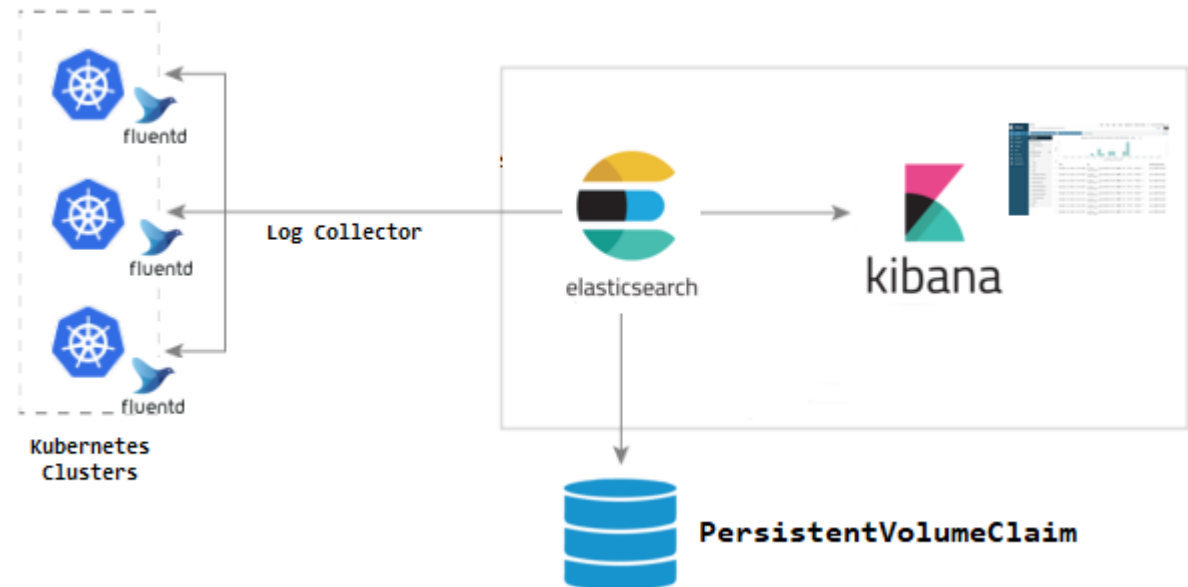 fluentd
fluentd
fluentd
Kubernetes
Clusters
Log Collector
elasticsearch
kibana
PersistentVolumeClaim